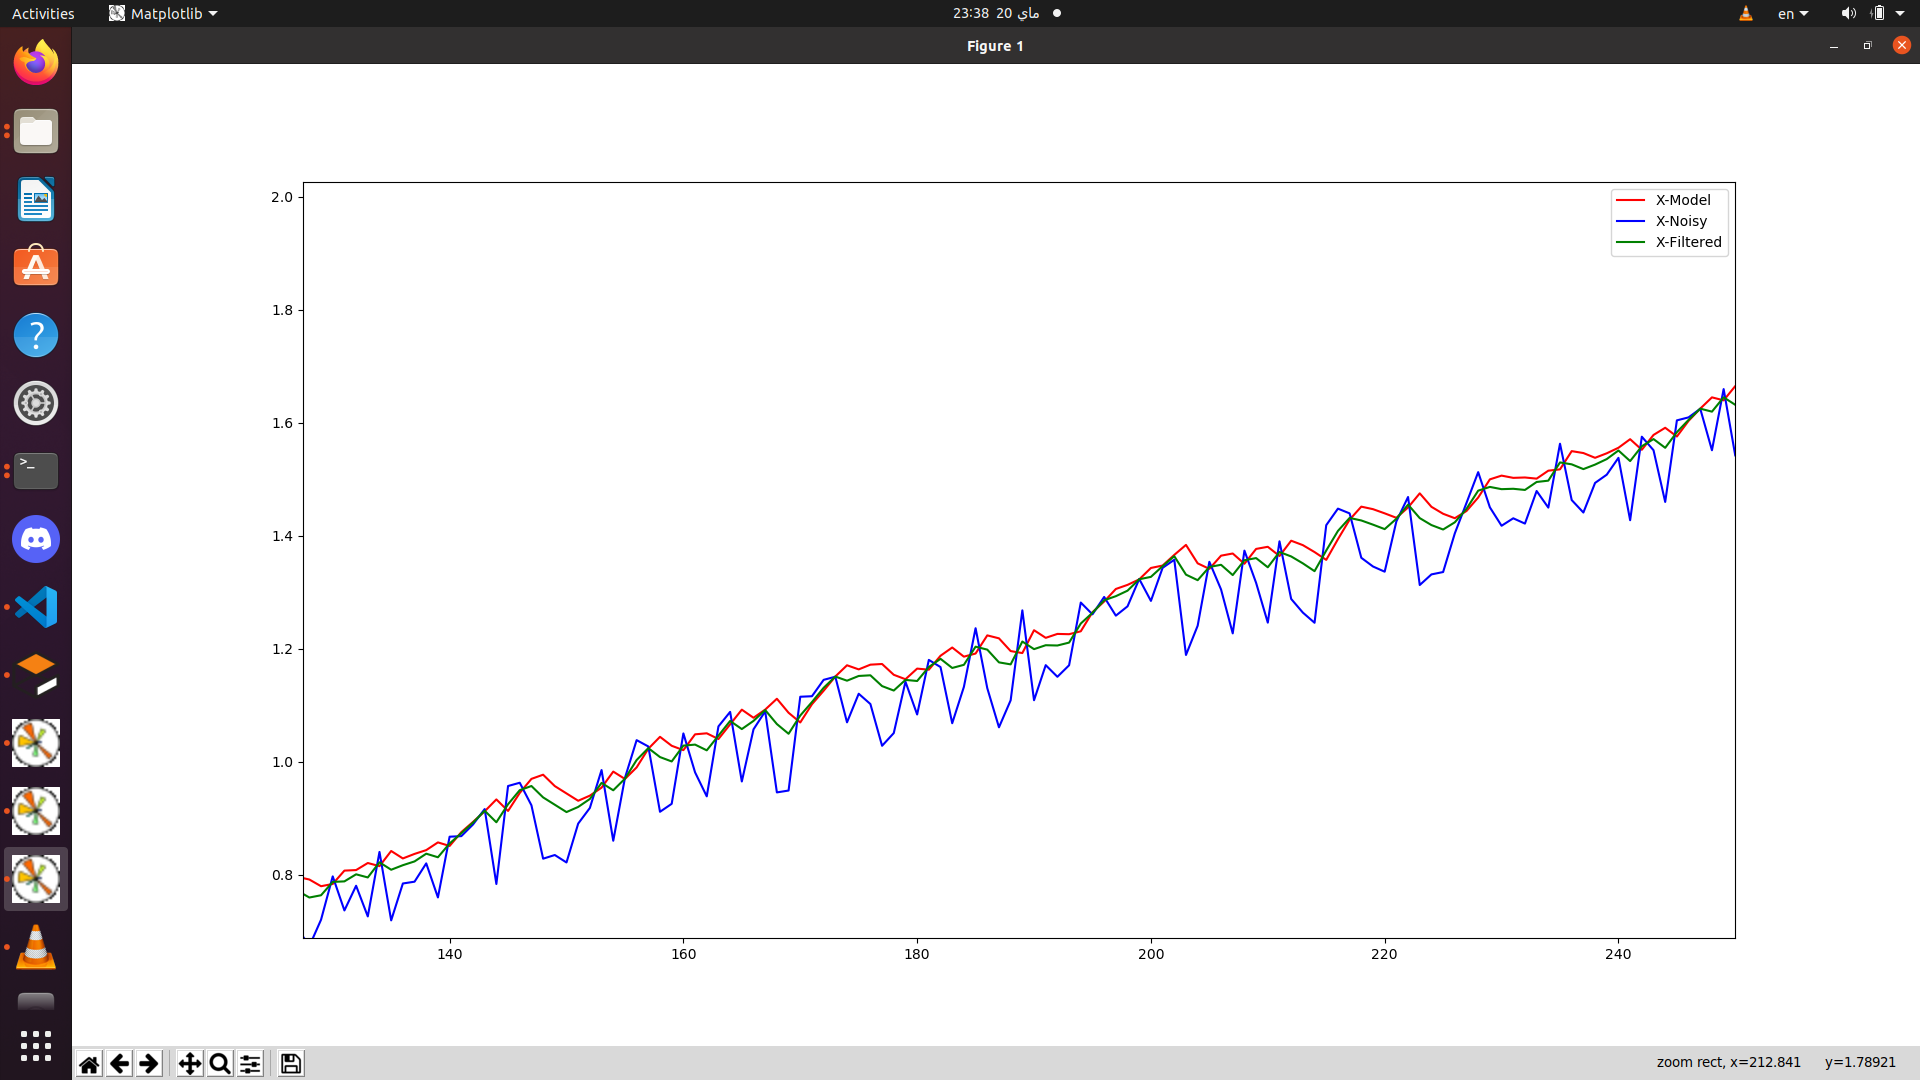 Activities Matplotlib 23:38 20 ماي en
Figure 1
2.0
1.8
1.6
1.4
1.2
1.0
0.8
X-Model
X-Noisy
X-Filtered
140 160 180 200 220 240
zoom rect, x=212.841 y=1.78921